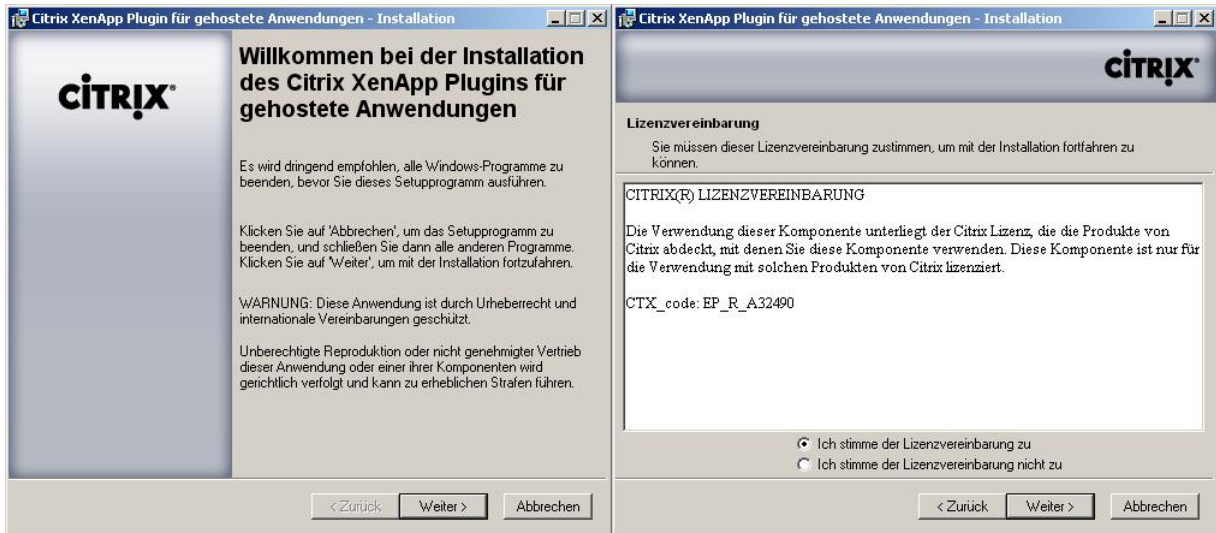 Citrix XenApp Plugin für gehostete Anwendungen - Installation
CİTRIX®
Willkommen bei der Installation
des Citrix XenApp Plugins für
gehostete Anwendungen
Es wird dringend empfohlen, alle Windows-Programme zu
beenden, bevor Sie dieses Setupprogramm ausführen.
Klicken Sie auf 'Abbrechen', um das Setupprogramm zu
beenden, und schließen Sie dann alle anderen Programme.
Klicken Sie auf 'Weiter', um mit der Installation fortzufahren.
WARNUNG: Diese Anwendung ist durch Urheberrecht und
internationale Vereinbarungen geschützt.
Unberechtigte Reproduktion oder nicht genehmigter Vertrieb
dieser Anwendung oder einer ihrer Komponenten wird
gerichtlich verfolgt und kann zu erheblichen Strafen führen.
< Zurück
Weiter >
Abbrechen
Citrix XenApp Plugin für gehostete Anwendungen - Installation
CİTRIX®
Lizenzvereinbarung
Sie müssen dieser Lizenzvereinbarung zustimmen, um mit der Installation fortfahren zu
können.
CITRIX(R) LIZENZVEREINBARUNG
Die Verwendung dieser Komponente unterliegt der Citrix Lizenz, die die Produkte von
Citrix abdeckt, mit denen Sie diese Komponente verwenden. Diese Komponente ist nur für
die Verwendung mit solchen Produkten von Citrix lizenziert.
CTX_code: EP_R_A32490
Ich stimme der Lizenzvereinbarung zu
Ich stimme der Lizenzvereinbarung nicht zu
< Zurück
Weiter >
Abbrechen